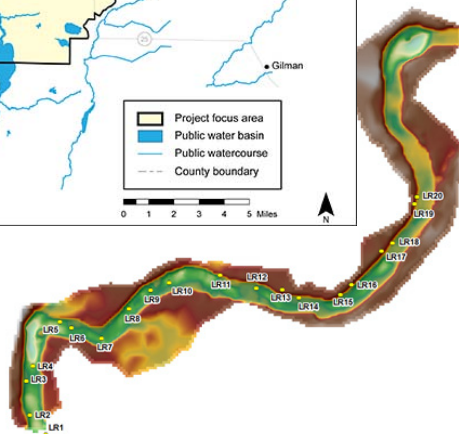 25
Gilman
Project focus area
Public water basin
Public watercourse
County boundary
0 1 2 3 4 5 Miles
N
LR20
LR19
LR18
LR17
LR16
LR15
LR14
LR13
LR12
LR11
LR10
LR9
LR8
LR7
LR6
LR5
LR4
LR3
LR2
LR1